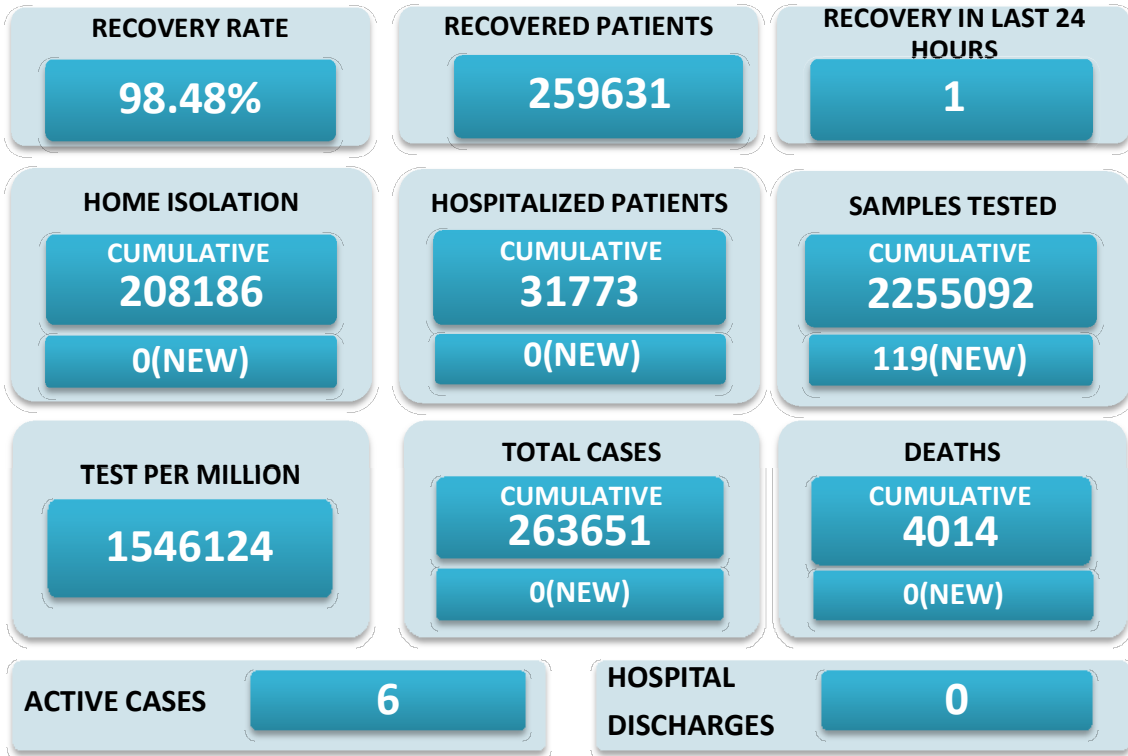 RECOVERY RATE
98.48%
RECOVERED PATIENTS
259631
RECOVERY IN LAST 24
HOURS
1
HOME ISOLATION
CUMULATIVE
208186
0(NEW)
HOSPITALIZED PATIENTS
CUMULATIVE
31773
0(NEW)
SAMPLES TESTED
CUMULATIVE
2255092
119(NEW)
TEST PER MILLION
1546124
TOTAL CASES
CUMULATIVE
263651
0(NEW)
DEATHS
CUMULATIVE
4014
0(NEW)
ACTIVE CASES
6
HOSPITAL
DISCHARGES
0